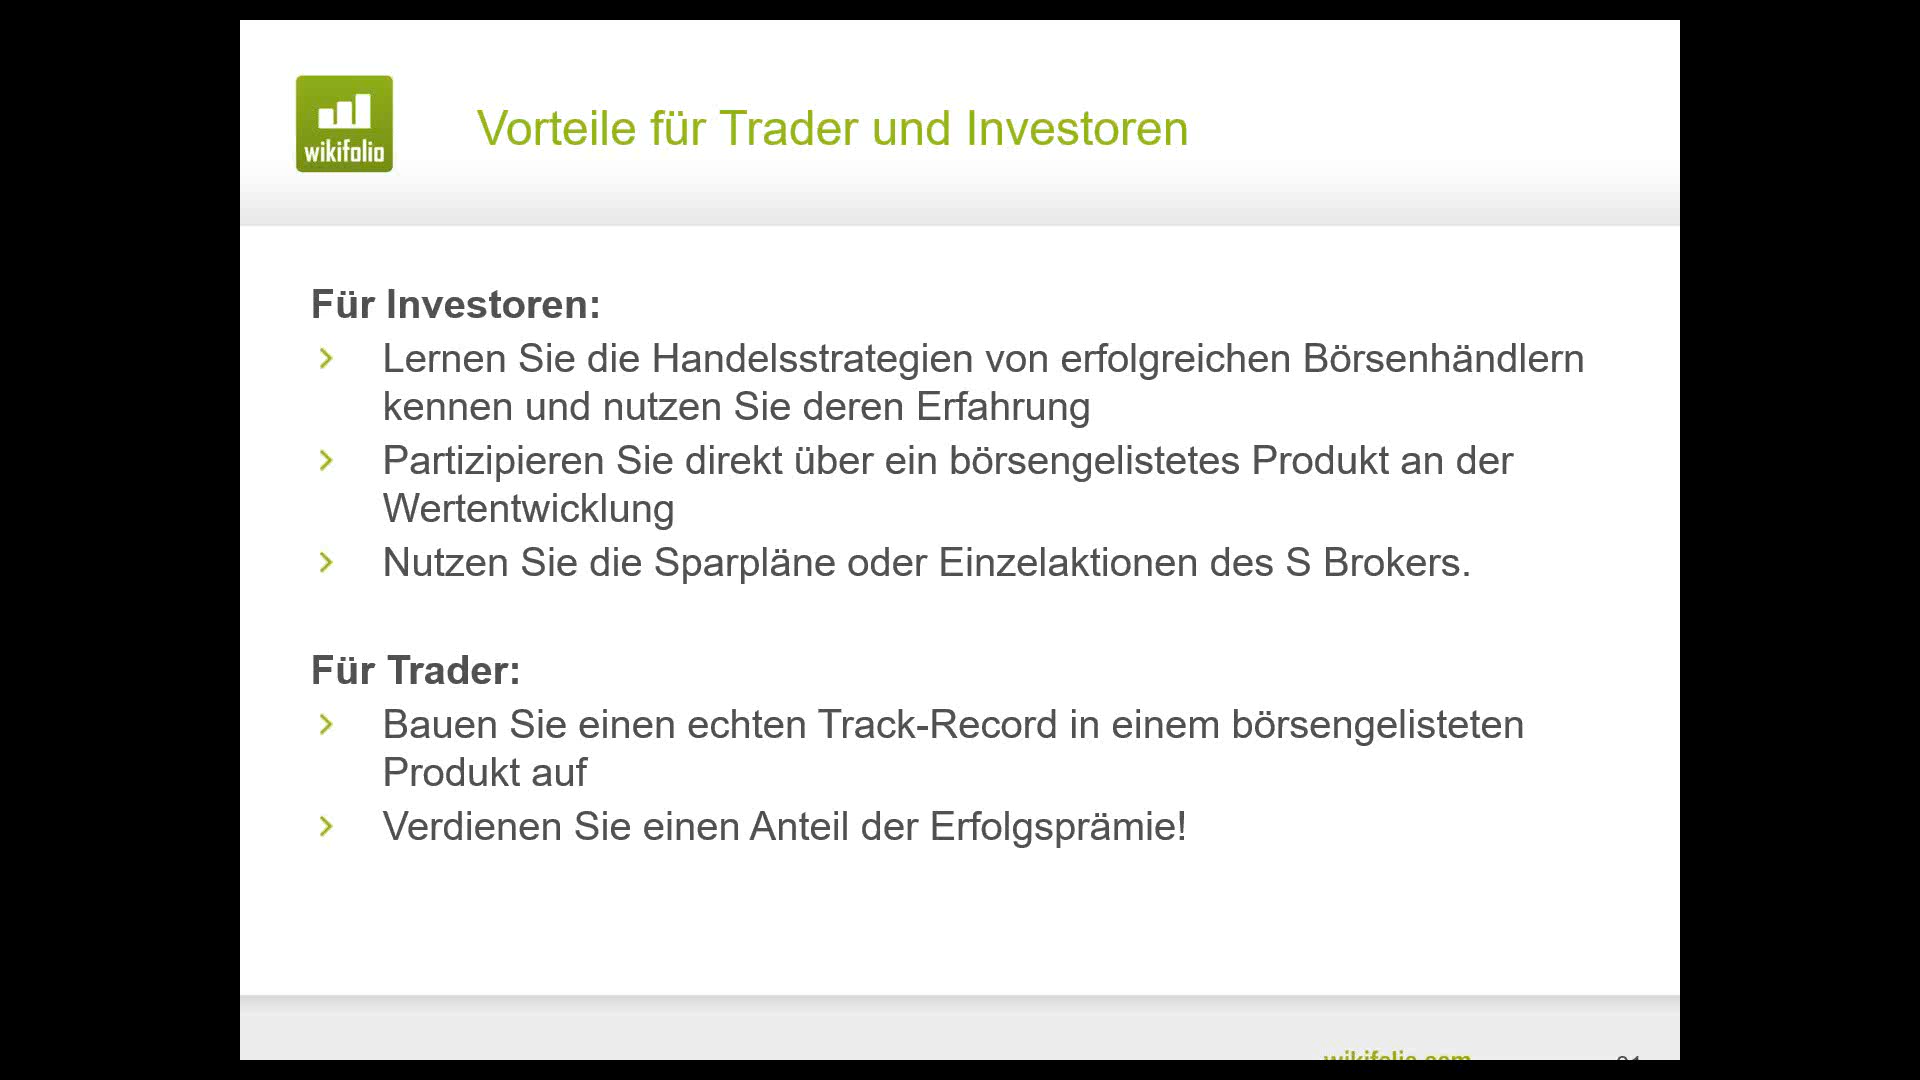 wikifolio
Vorteile für Trader und Investoren
Für Investoren:
Lernen Sie die Handelsstrategien von erfolgreichen Börsenhändlern
kennen und nutzen Sie deren Erfahrung
Partizipieren Sie direkt über ein börsengelistetes Produkt an der
Wertentwicklung
Nutzen Sie die Sparpläne oder Einzelaktionen des S Brokers.
Für Trader:
Bauen Sie einen echten Track-Record in einem börsengelisteten
Produkt auf
Verdienen Sie einen Anteil der Erfolgsprämie!
wikifolio.com